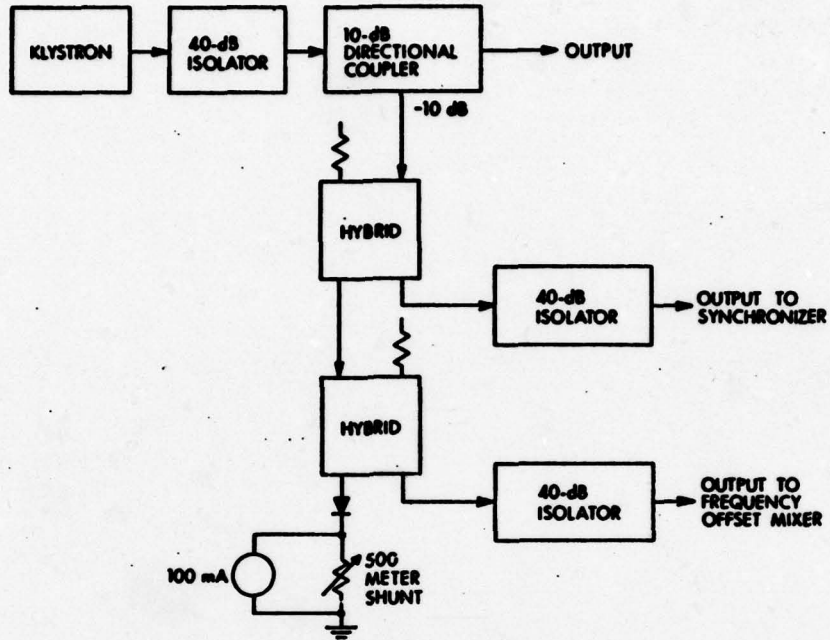 KLYSTRON
40-dB
ISOLATOR
10-dB
DIRECTIONAL
COUPLER
OUTPUT
-10 dB
HYBRID
40-dB
ISOLATOR
OUTPUT TO
SYNCHRONIZER
HYBRID
40-dB
ISOLATOR
OUTPUT TO
FREQUENCY
OFFSET MIXER
100 mA
50G
METER
SHUNT